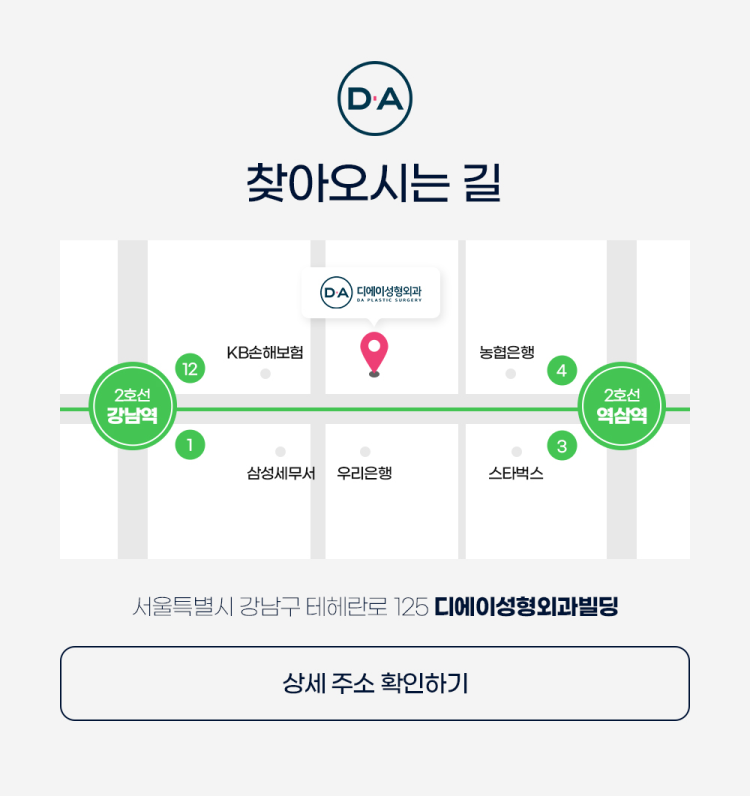 D·A
찾아오시는 길
D·A 디에이성형외과
DA PLASTIC SURGERY
KB손해보험
농협은행
12
4
2호선
강남역
2호선
역삼역
1
3
삼성세무서
우리은행
스타벅스
서울특별시 강남구 테헤란로 125 디에이성형외과빌딩
상세 주소 확인하기